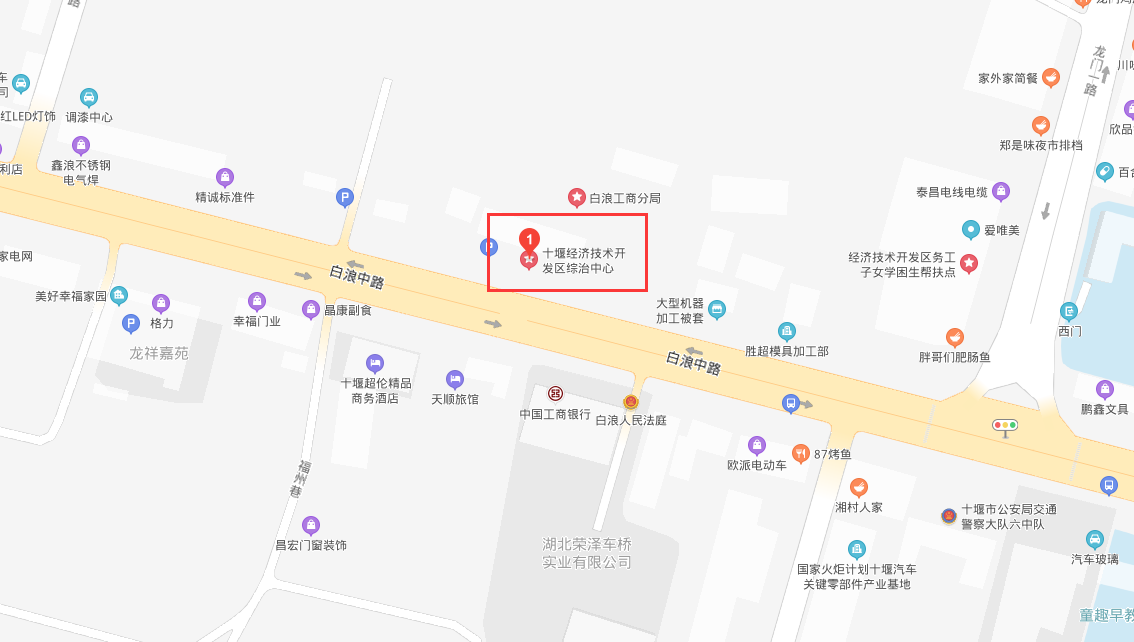 路
龙门一路
家外家简餐
川味
车
司
红LED灯饰
调漆中心
郑是味夜市排档
欣品
利店
鑫浪不锈钢
电气焊
精诚标准件
P
白浪工商分局
泰昌电线电缆
百合
1
十堰经济技术开
发区综治中心
爱唯美
家电网
白浪中路
经济技术开发区务工
子女学困生帮扶点
美好幸福家园
格力
P
幸福门业
晶康副食
大型机器
加工被套
西门
龙祥嘉苑
白浪中路
胜超模具加工部
胖哥们肥肠鱼
十堰超伦精品
商务酒店
天顺旅馆
中国工商银行
白浪人民法庭
鹏鑫文具
欧派电动车
87烤鱼
福州巷
湘村人家
十堰市公安局交通
警察大队六中队
昌宏门窗装饰
湖北荣泽车桥
实业有限公司
国家火炬计划十堰汽车
关键零部件产业基地
汽车玻璃
童趣早教